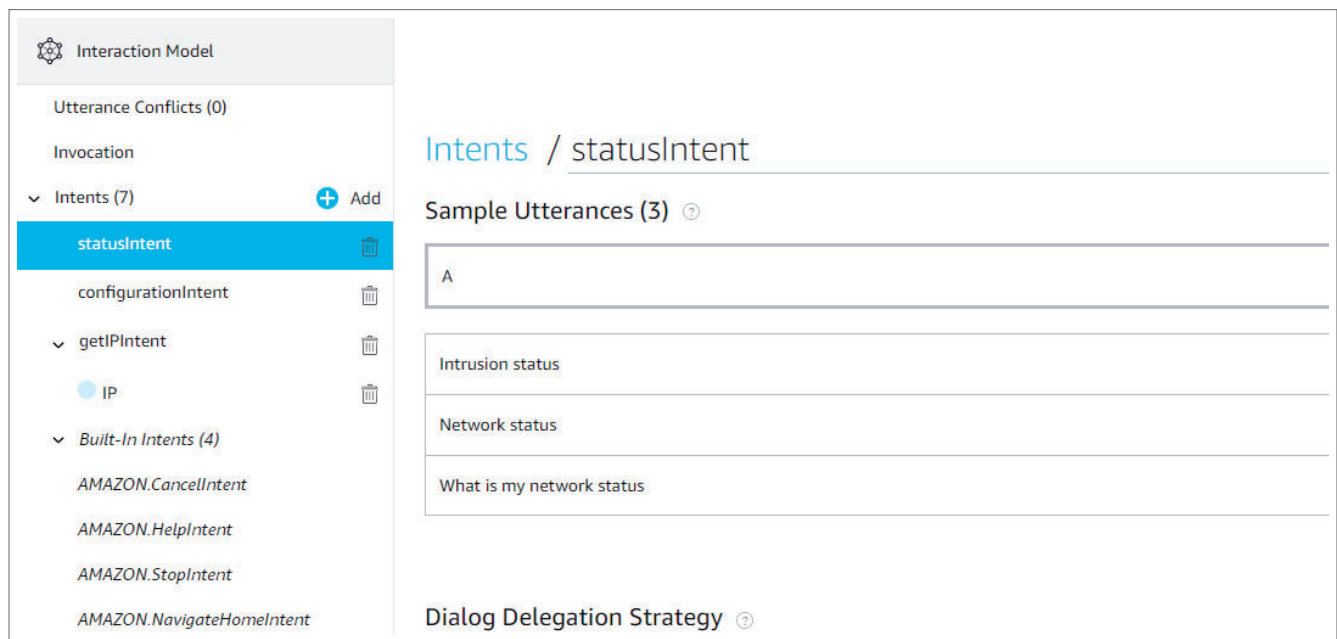 Interaction Model
Utterance Conflicts (0)
Invocation
Intents (7)
Add
statusIntent
configurationIntent
getIPIntent
IP
Built-In Intents (4)
AMAZON.CancelIntent
AMAZON.HelpIntent
AMAZON.StopIntent
AMAZON.NavigateHomeIntent
Intents / statusIntent
Sample Utterances (3) ?
A
Intrusion status
Network status
What is my network status
Dialog Delegation Strategy ?